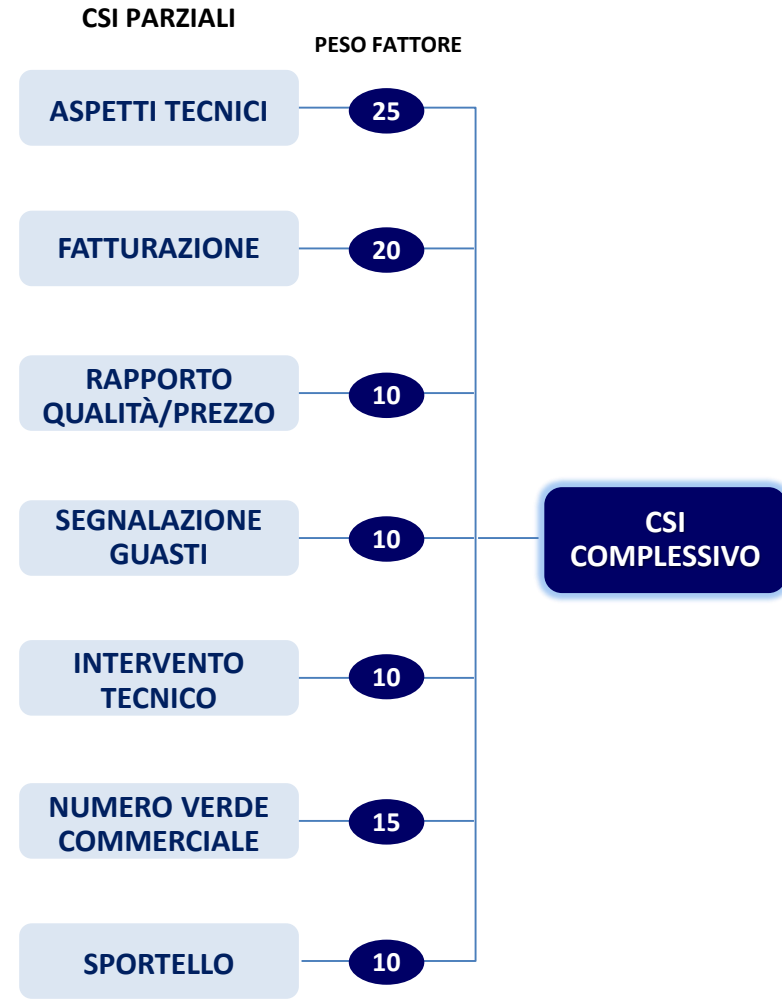 CSI PARZIALI
PESO FATTORE
ASPETTI TECNICI
25
FATTURAZIONE
20
RAPPORTO
QUALITÀ/PREZZO
10
SEGNALAZIONE
GUASTI
10
CSI
COMPLESSIVO
INTERVENTO
TECNICO
10
NUMERO VERDE
COMMERCIALE
15
SPORTELLO
10